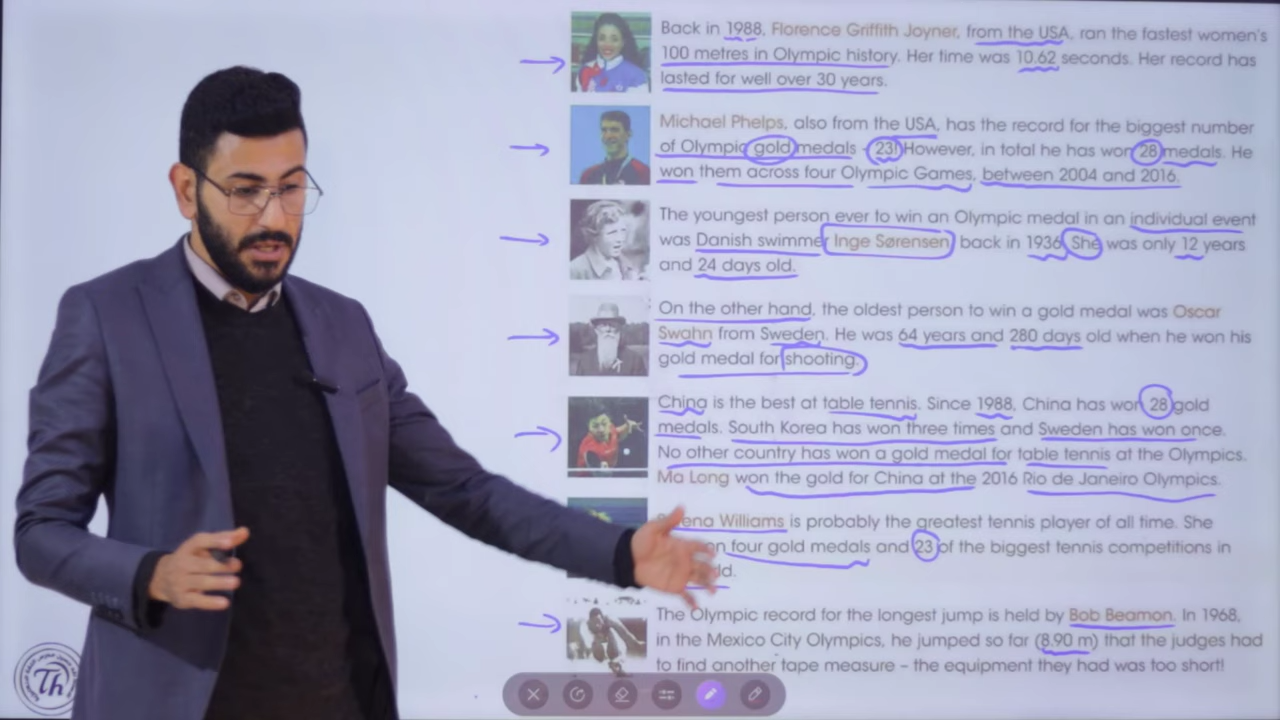 Back in 1988, Florence Griffith Joyner, from the USA, ran the fastest women's
100 metres in Olympic history. Her time was 10.62 seconds. Her record has
lasted for well over 30 years.
Michael Phelps, also from the USA, has the record for the biggest number
of Olympic gold medals - 23! However, in total he has won 28 medals. He
won them across four Olympic Games, between 2004 and 2016.
The youngest person ever to win an Olympic medal in an individual event
was Danish swimmer Inge Sørensen back in 1936. She was only 12 years
and 24 days old.
On the other hand, the oldest person to win a gold medal was Oscar
Swahn from Sweden. He was 64 years and 280 days old when he won his
gold medal for shooting.
China is the best at table tennis. Since 1988, China has won 28 gold
medals. South Korea has won three times and Sweden has won once.
No other country has won a gold medal for table tennis at the Olympics.
Ma Long won the gold for China at the 2016 Rio de Janeiro Olympics.
Williams is probably the greatest tennis player of all time. She
four gold medals and 23 of the biggest tennis competitions in
The Olympic record for the longest jump is held by Bob Beamon. In 1968,
in the Mexico City Olympics, he jumped so far (8.90 m) that the judges had
to find another tape measure – the equipment they had was too short!
Th